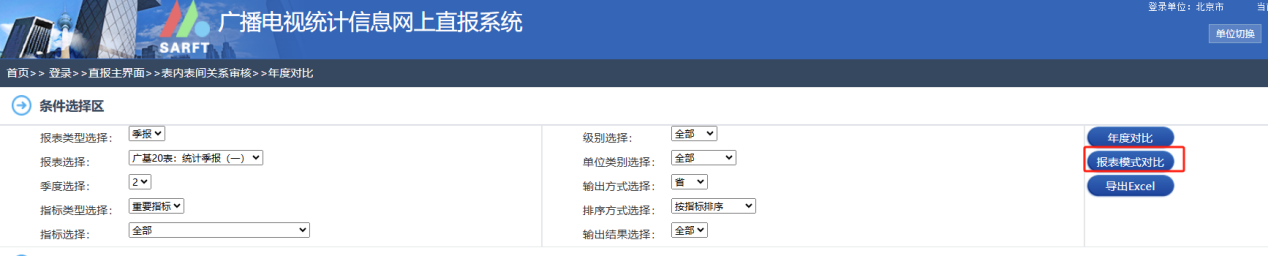 登录单位：北京市 当
广播电视统计信息网上直报系统
SARFT
单位切换
首页>> 登录>>直报主界面>>表内表间关系审核>>年度对比
条件选择区
报表类型选择： 季报 级别选择： 全部 年度对比
报表选择： 广基20表：统计季报（一） 单位类别选择： 全部 报表模式对比
季度选择： 2 输出方式选择： 省 导出Excel
指标类型选择： 重要指标 排序方式选择： 按指标排序
指标选择： 全部 输出结果选择： 全部